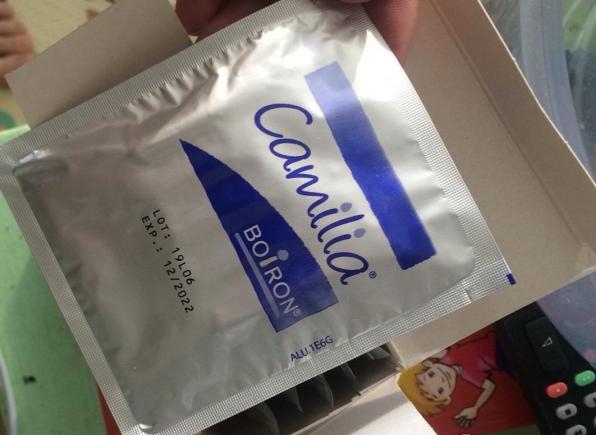 Camilia®
BOIRON®
LOT: 19L06
EXP.: 12/2022
ALU.1E6G